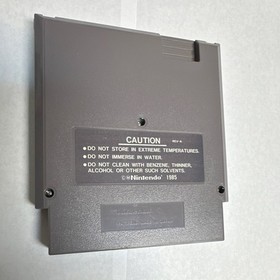 CAUTION
● DO NOT STORE IN EXTREME TEMPERATURES.
● DO NOT IMMERSE IN WATER.
● DO NOT CLEAN WITH BENZENE, THINNER,
ALCOHOL OR OTHER SUCH SOLVENTS.
Nintendo 1985